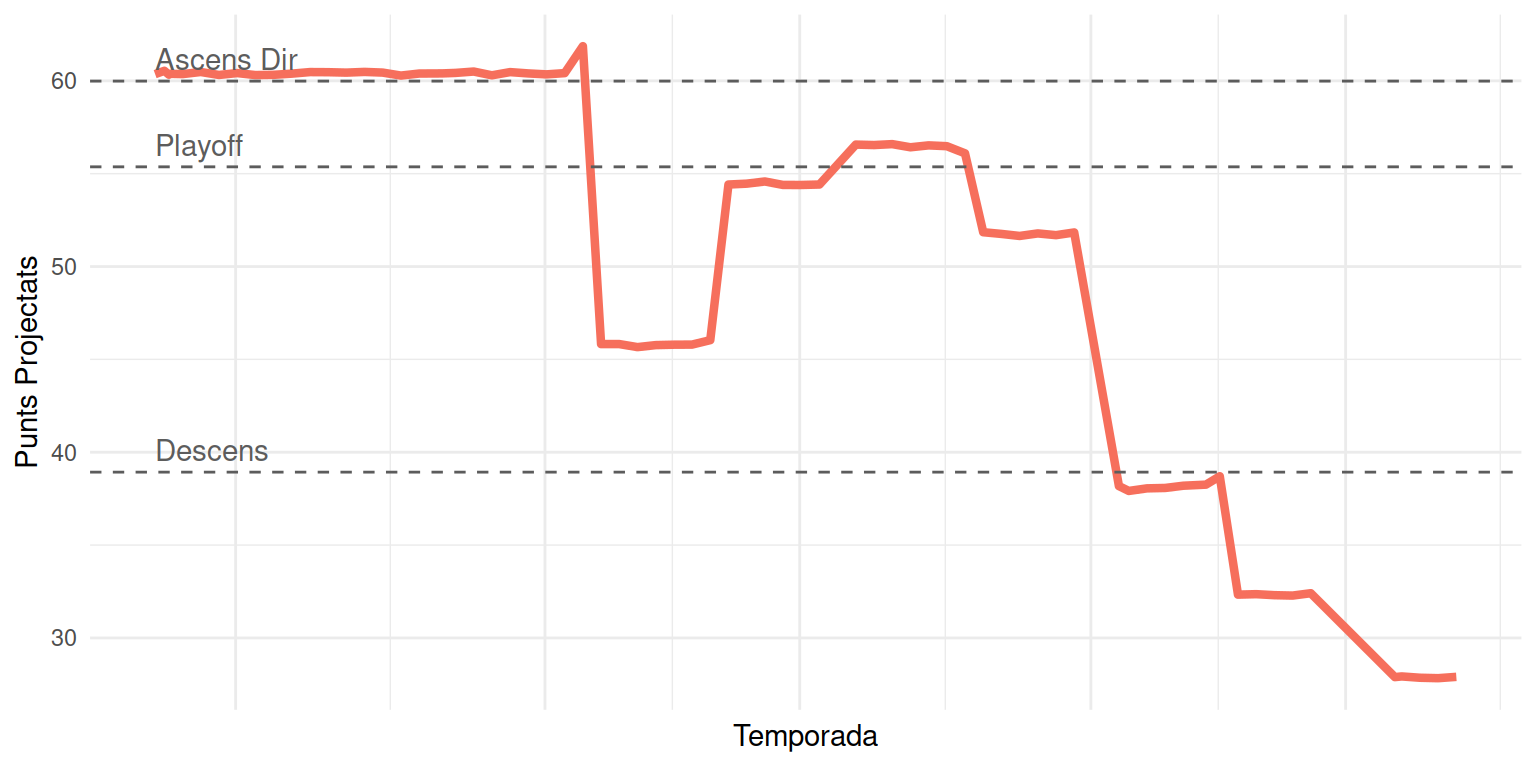 Ascens Dir
60
Playoff
50
Punts Projectats
Descens
40
30
Temporada